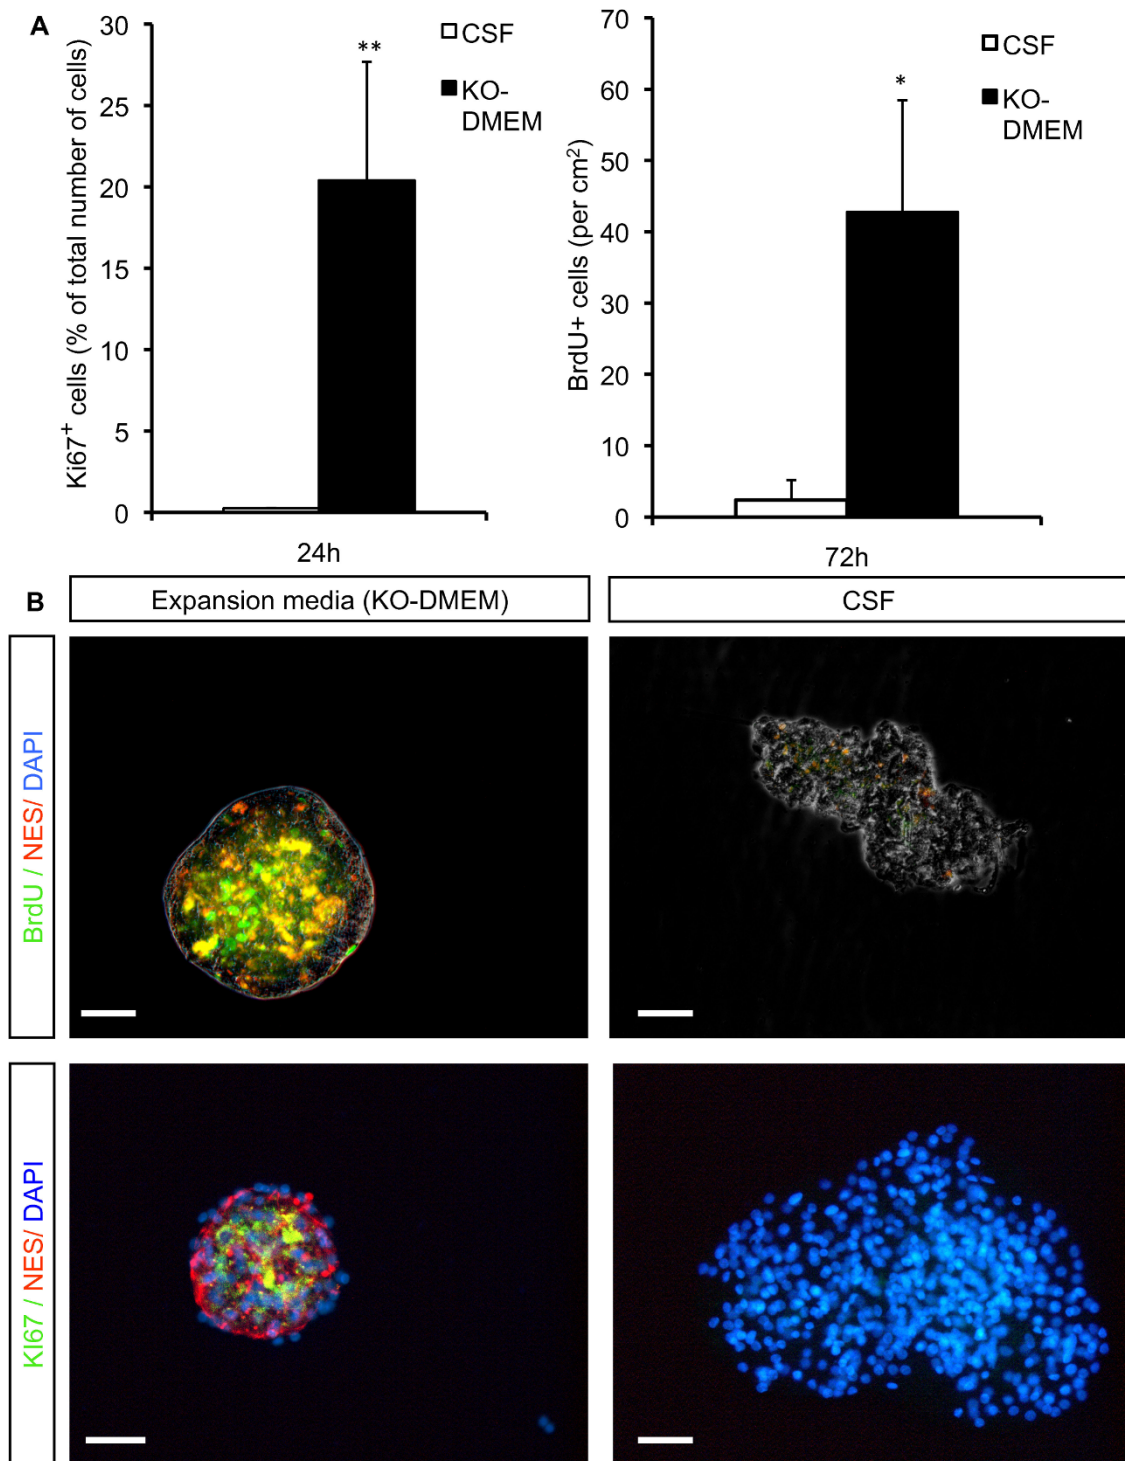 A
30
25
20
15
10
5
0
Ki67+ cells (% of total number of cells)
**
CSF
KO-
DMEM
24h
70
60
50
40
30
20
10
0
BrdU+ cells (per cm2)
*
CSF
KO-
DMEM
72h
B
Expansion media (KO-DMEM)
CSF
BrdU / NES/ DAPI
KI67 / NES/ DAPI